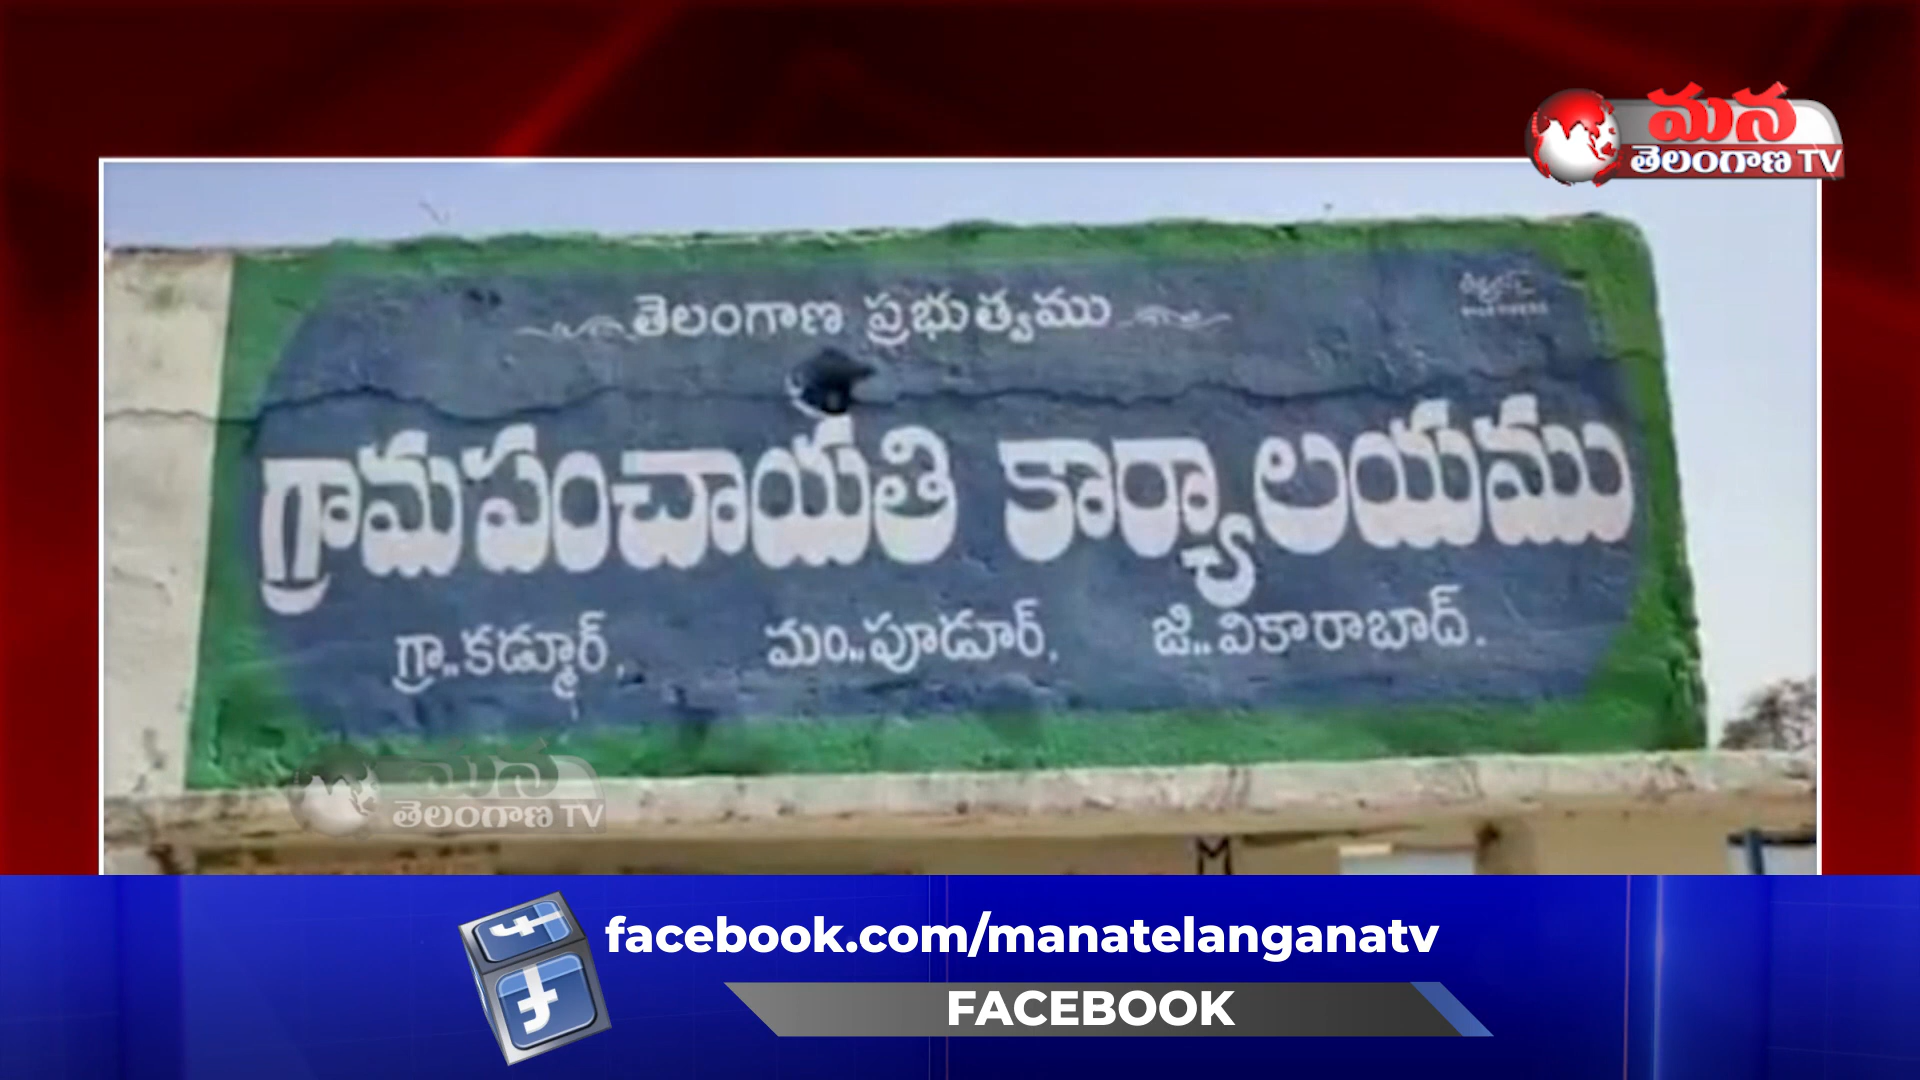 మన
తెలంగాణ TV
తెలంగాణ ప్రభుత్వము
గ్రామపంచాయతి కార్యాలయము
గ్రా..కడ్మూర్, మం..పూడూర్, జి..వికారాబాద్.
మన
తెలంగాణ TV
M
facebook.com/manatelanganatv
FACEBOOK